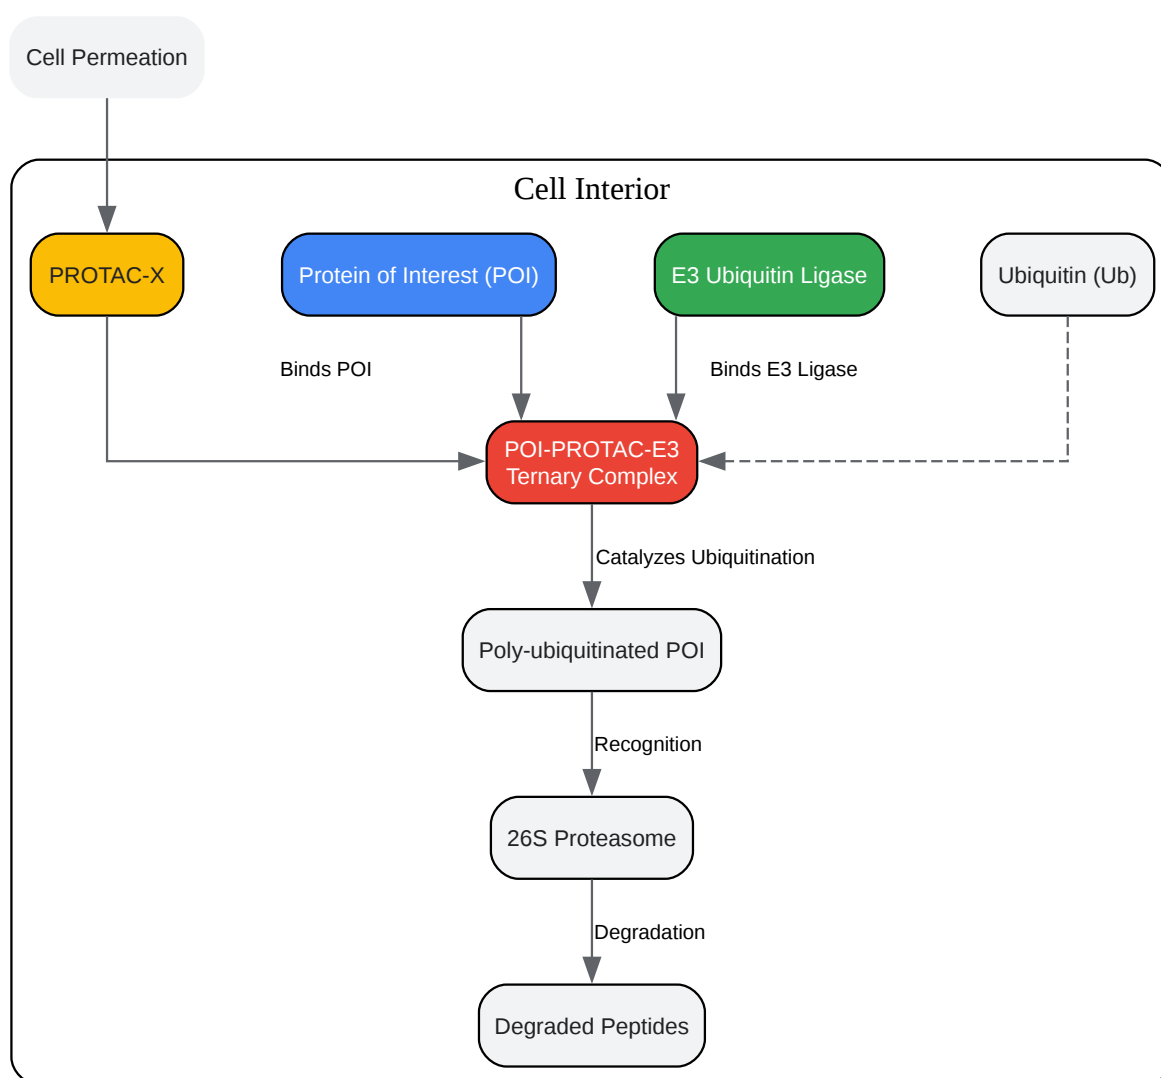 Cell Permeation
Cell Interior
PROTAC-X
Protein of Interest (POI)
E3 Ubiquitin Ligase
Ubiquitin (Ub)
Binds POI
Binds E3 Ligase
POI-PROTAC-E3
Ternary Complex
Catalyzes Ubiquitination
Poly-ubiquitinated POI
Recognition
26S Proteasome
Degradation
Degraded Peptides